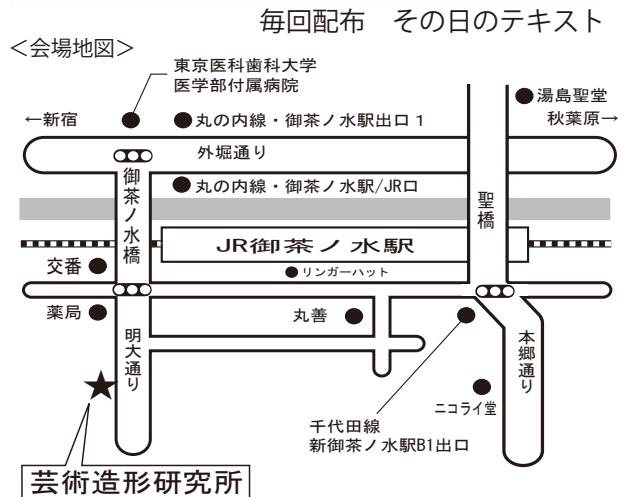 毎回配布　その日のテキスト
＜会場地図＞
東京医科歯科大学
医学部付属病院
湯島聖堂
←新宿
丸の内線・御茶ノ水駅出口1
秋葉原→
外堀通り
御茶ノ水橋
丸の内線・御茶ノ水駅/JR口
聖橋
JR御茶ノ水駅
交番
リンガーハット
薬局
丸善
明大通り
本郷通り
ニコライ堂
千代田線
新御茶ノ水駅B1出口
芸術造形研究所